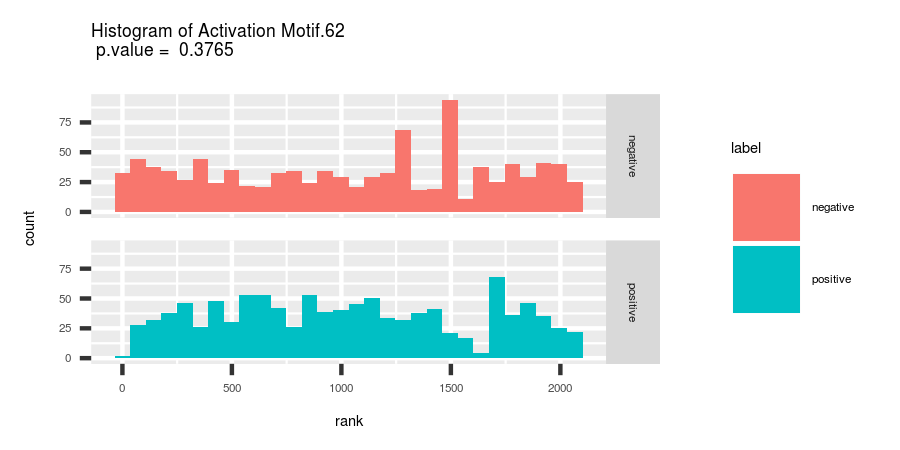 Histogram of Activation Motif.62
p.value = 0.3765
count
75
50
25
0
negative
75
50
25
0
positive
0 500 1000 1500 2000
rank
label
negative
positive